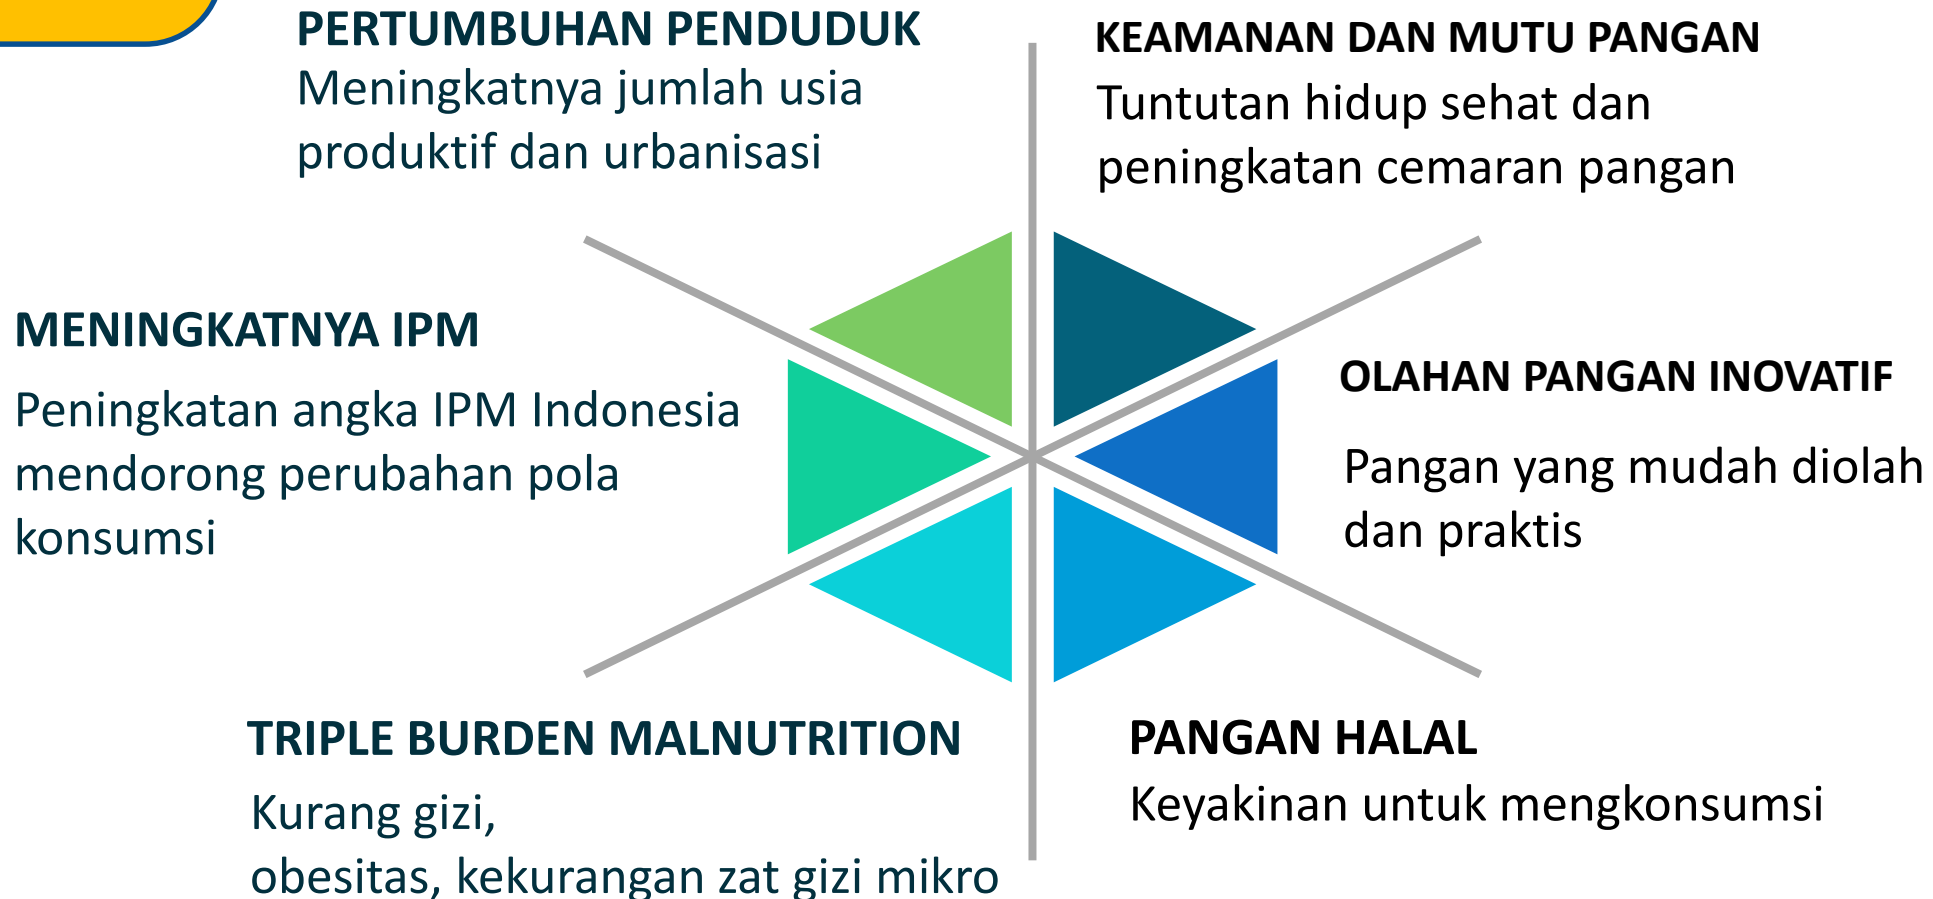 PERTUMBUHAN PENDUDUK
Meningkatnya jumlah usia
produktif dan urbanisasi
KEAMANAN DAN MUTU PANGAN
Tuntutan hidup sehat dan
peningkatan cemaran pangan
MENINGKATNYA IPM
Peningkatan angka IPM Indonesia
mendorong perubahan pola
konsumsi
OLAHAN PANGAN INOVATIF
Pangan yang mudah diolah
dan praktis
TRIPLE BURDEN MALNUTRITION
Kurang gizi,
obesitas, kekurangan zat gizi mikro
PANGAN HALAL
Keyakinan untuk mengkonsumsi